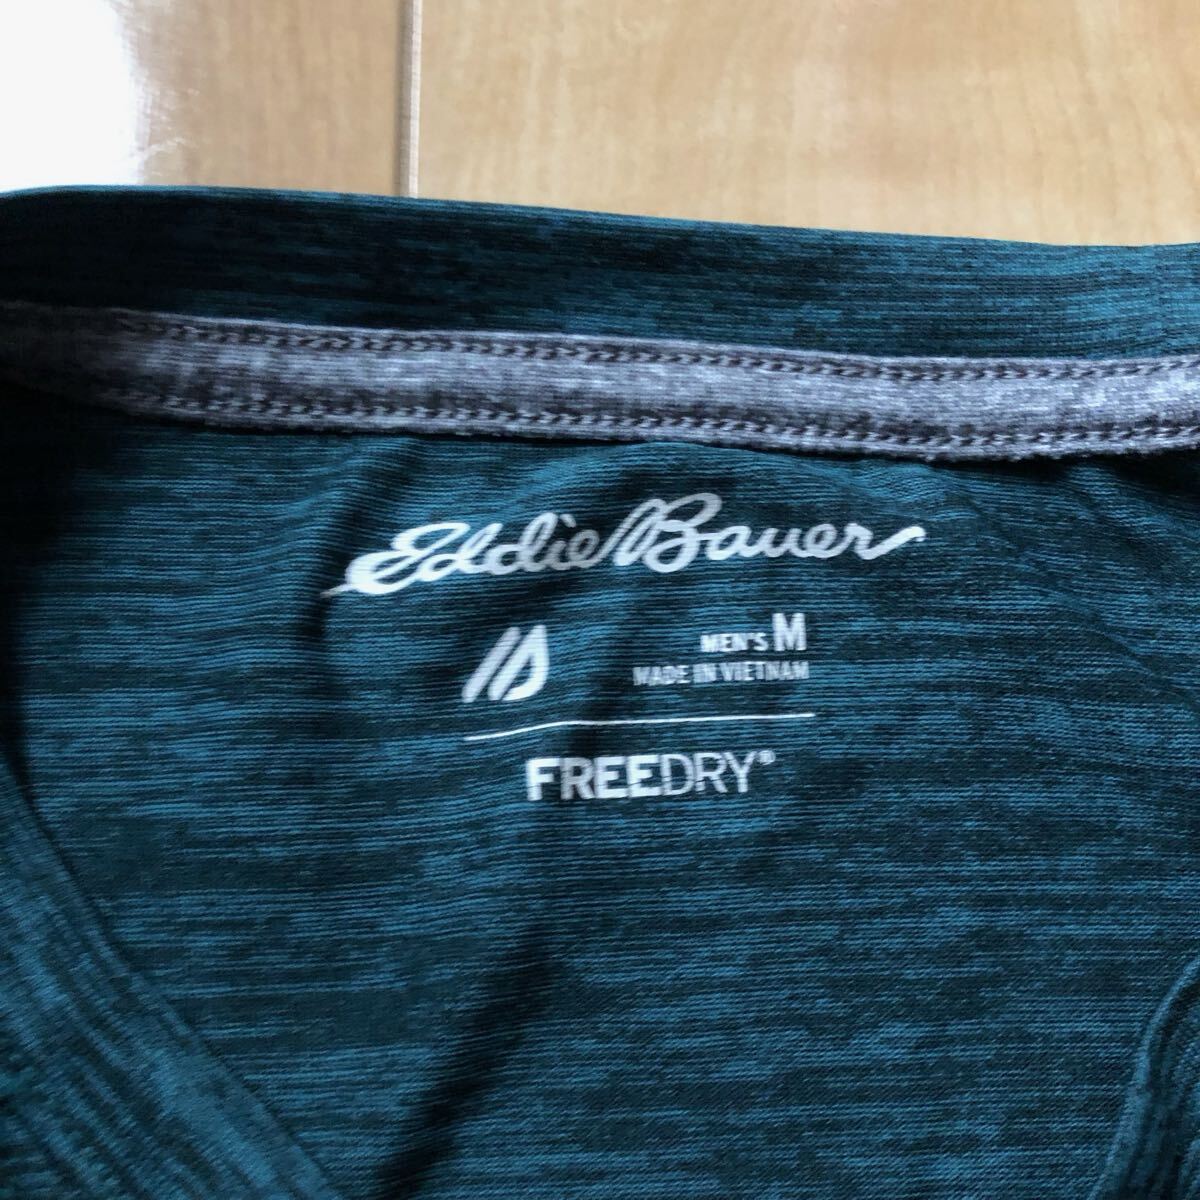 Eddie Bauer
MEN'S M
MADE IN VIETNAM
FREEDRY®